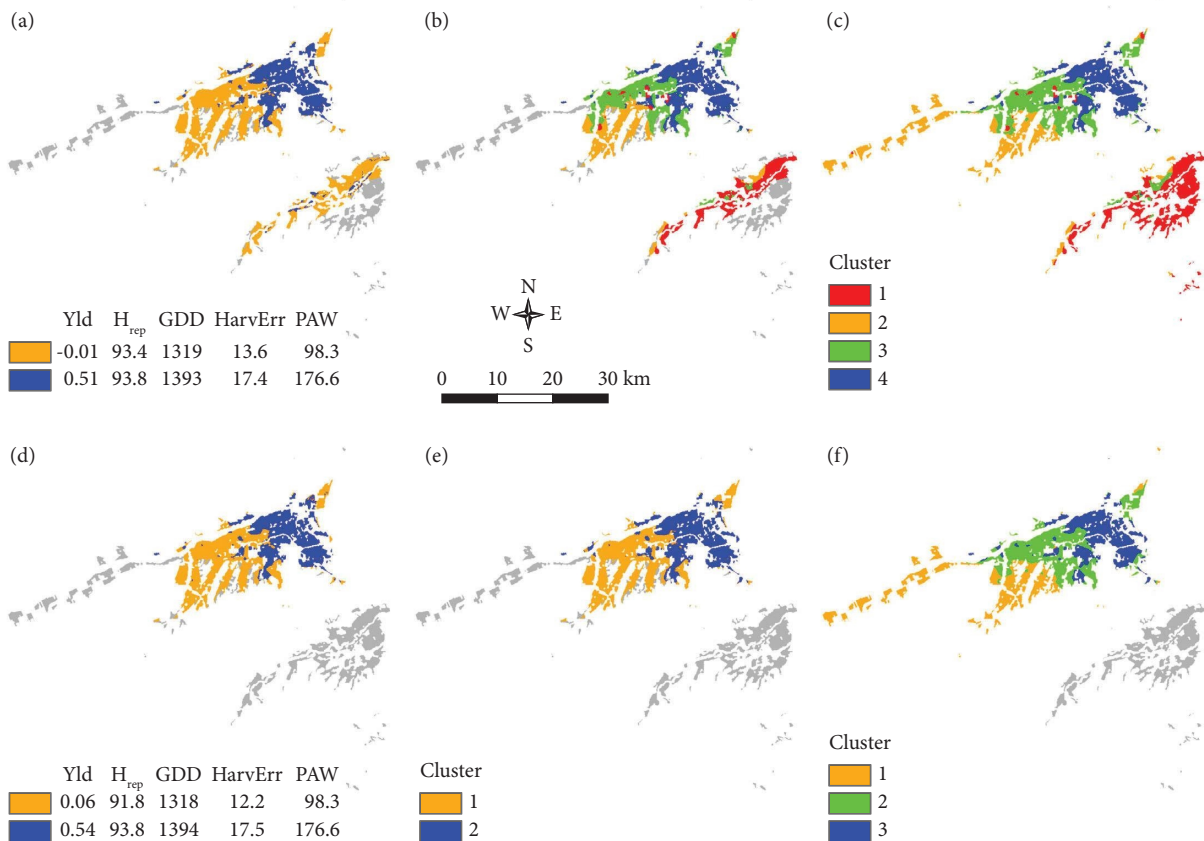 (a)
(b)
(c)
Yld H_rep GDD HarvErr PAW
-0.01 93.4 1319 13.6 98.3
0.51 93.8 1393 17.4 176.6
N
W E
S
0 10 20 30 km
Cluster
1
2
3
4
(d)
(e)
(f)
Yld H_rep GDD HarvErr PAW
0.06 91.8 1318 12.2 98.3
0.54 93.8 1394 17.5 176.6
Cluster
1
2
Cluster
1
2
3